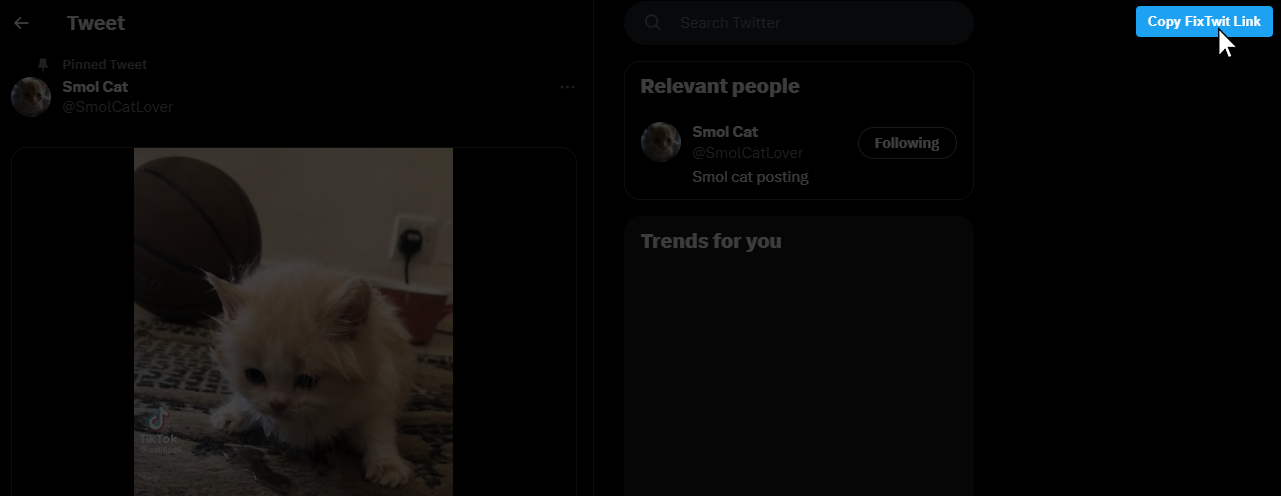 Tweet
Pinned Tweet
Smol Cat
@SmolCatLover
TikTok
Search Twitter
Relevant people
Smol Cat
@SmolCatLover
Following
Smol cat posting
Trends for you
Copy FixTwit Link